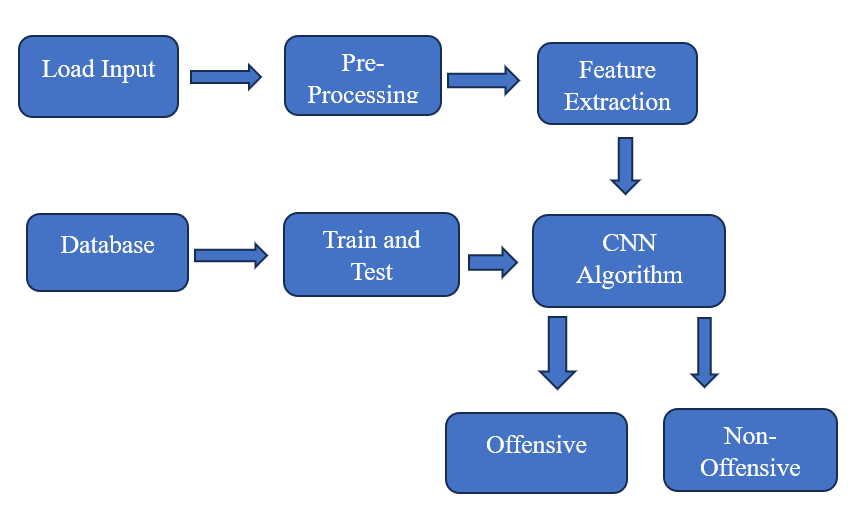 Load Input
Pre-
Processing
Feature
Extraction
Database
Train and
Test
CNN
Algorithm
Offensive
Non-
Offensive